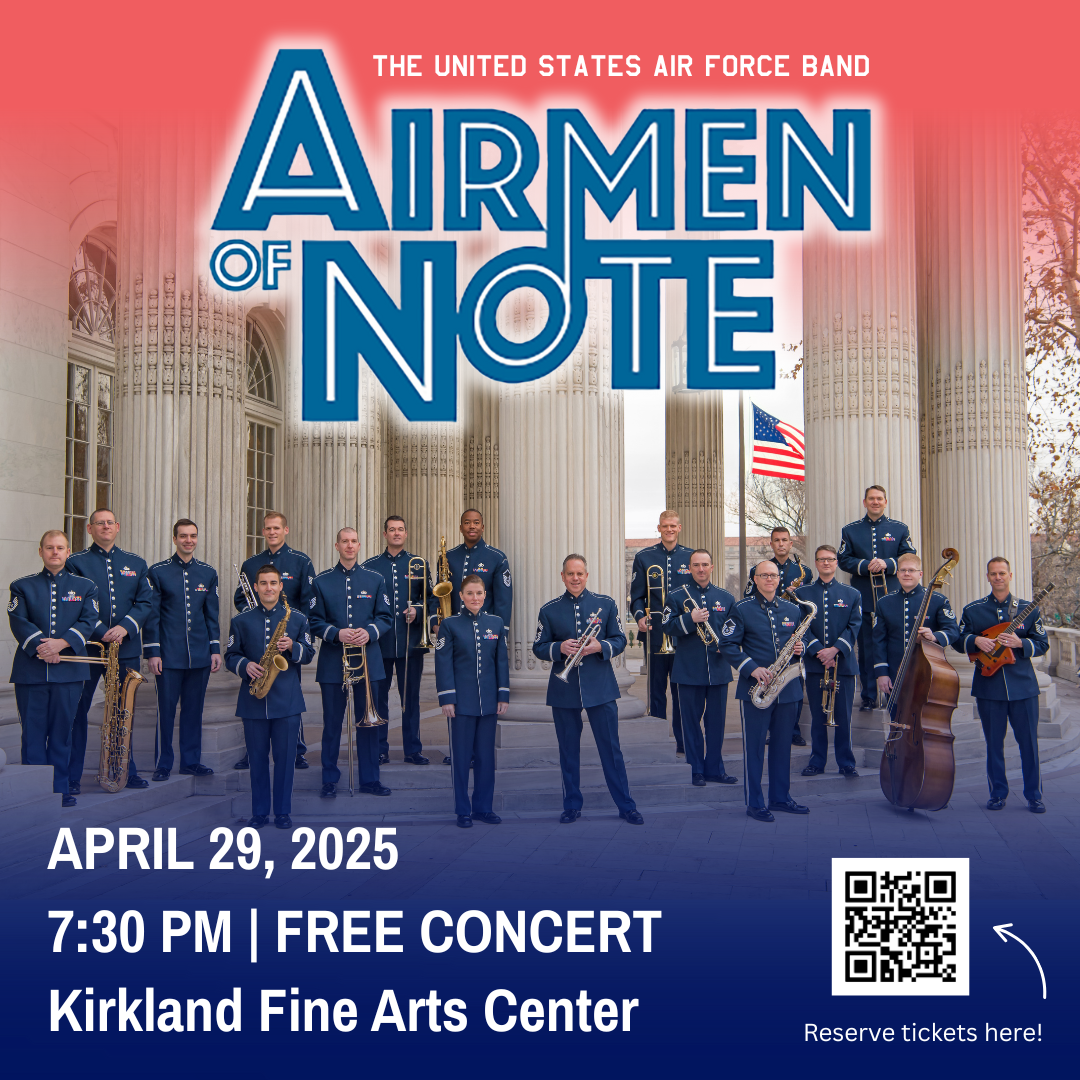 THE UNITED STATES AIR FORCE BAND
AIRMEN
OF NOTE
APRIL 29, 2025
7:30 PM | FREE CONCERT
Kirkland Fine Arts Center
Reserve tickets here!